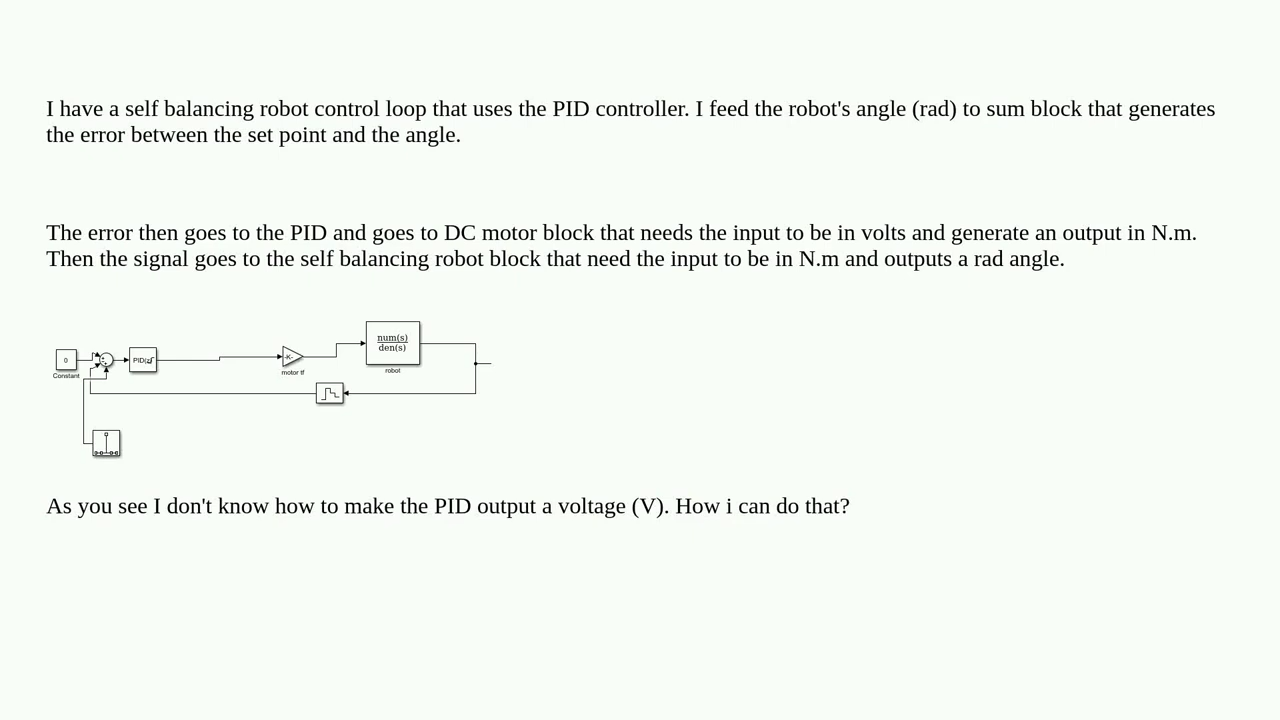 I have a self balancing robot control loop that uses the PID controller. I feed the robot's angle (rad) to sum block that generates
the error between the set point and the angle.
The error then goes to the PID and goes to DC motor block that needs the input to be in volts and generate an output in N.m.
Then the signal goes to the self balancing robot block that need the input to be in N.m and outputs a rad angle.
num(s)
den(s)
robot
0
Constant
PID(z)
-K-
motor tf
As you see I don't know how to make the PID output a voltage (V). How i can do that?